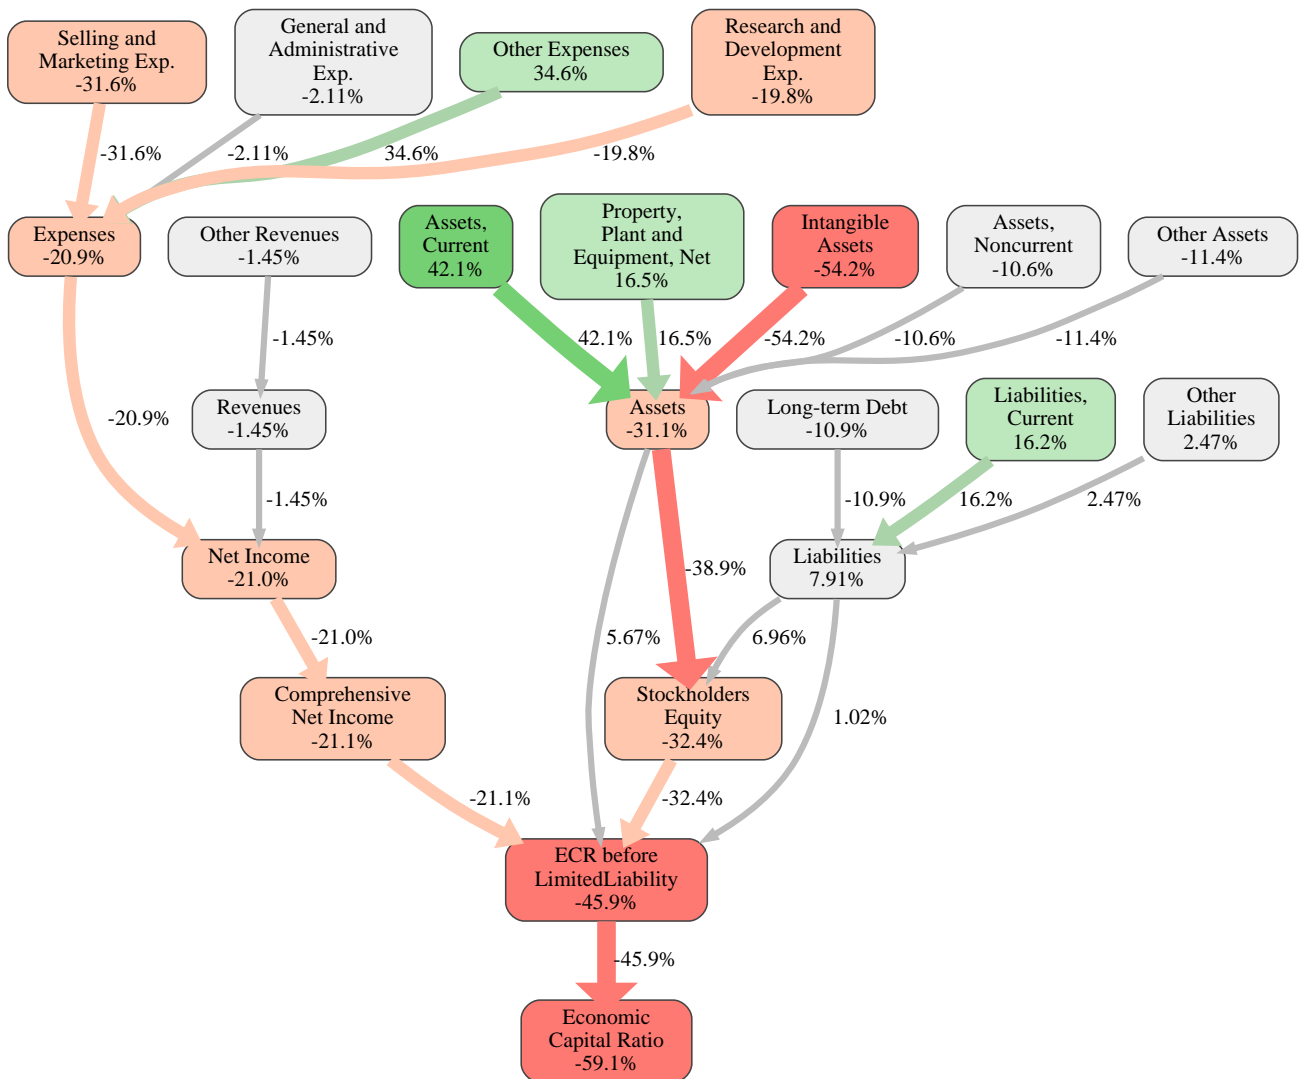 Selling and
Marketing Exp.
-31.6%
General and
Administrative
Exp.
-2.11%
Other Expenses
34.6%
Research and
Development
Exp.
-19.8%
-31.6%
-2.11%
34.6%
-19.8%
Expenses
-20.9%
Other Revenues
-1.45%
Assets,
Current
42.1%
Property,
Plant and
Equipment, Net
16.5%
Intangible
Assets
-54.2%
Assets,
Noncurrent
-10.6%
Other Assets
-11.4%
-1.45%
42.1%
16.5%
-54.2%
-10.6%
-11.4%
-20.9%
Revenues
-1.45%
Assets
-31.1%
Long-term Debt
-10.9%
Liabilities,
Current
16.2%
Other
Liabilities
2.47%
-1.45%
-10.9%
16.2%
2.47%
Net Income
-21.0%
-38.9%
Liabilities
7.91%
-21.0%
5.67%
6.96%
Comprehensive
Net Income
-21.1%
Stockholders
Equity
-32.4%
1.02%
-21.1%
-32.4%
ECR before
LimitedLiability
-45.9%
-45.9%
Economic
Capital Ratio
-59.1%